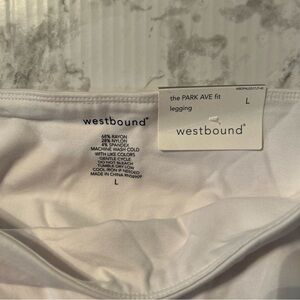 the PARK AVE fit
legging
L
westbound
westbound®
68% RAYON
28% NYLON
4% SPANDEX
MACHINE WASH COLD
WITH LIKE COLORS
GENTLE CYCLE
DO NOT BLEACH
TUMBLE DRY LOW
COOL IRON IF NEEDED
MADE IN CHINA
L